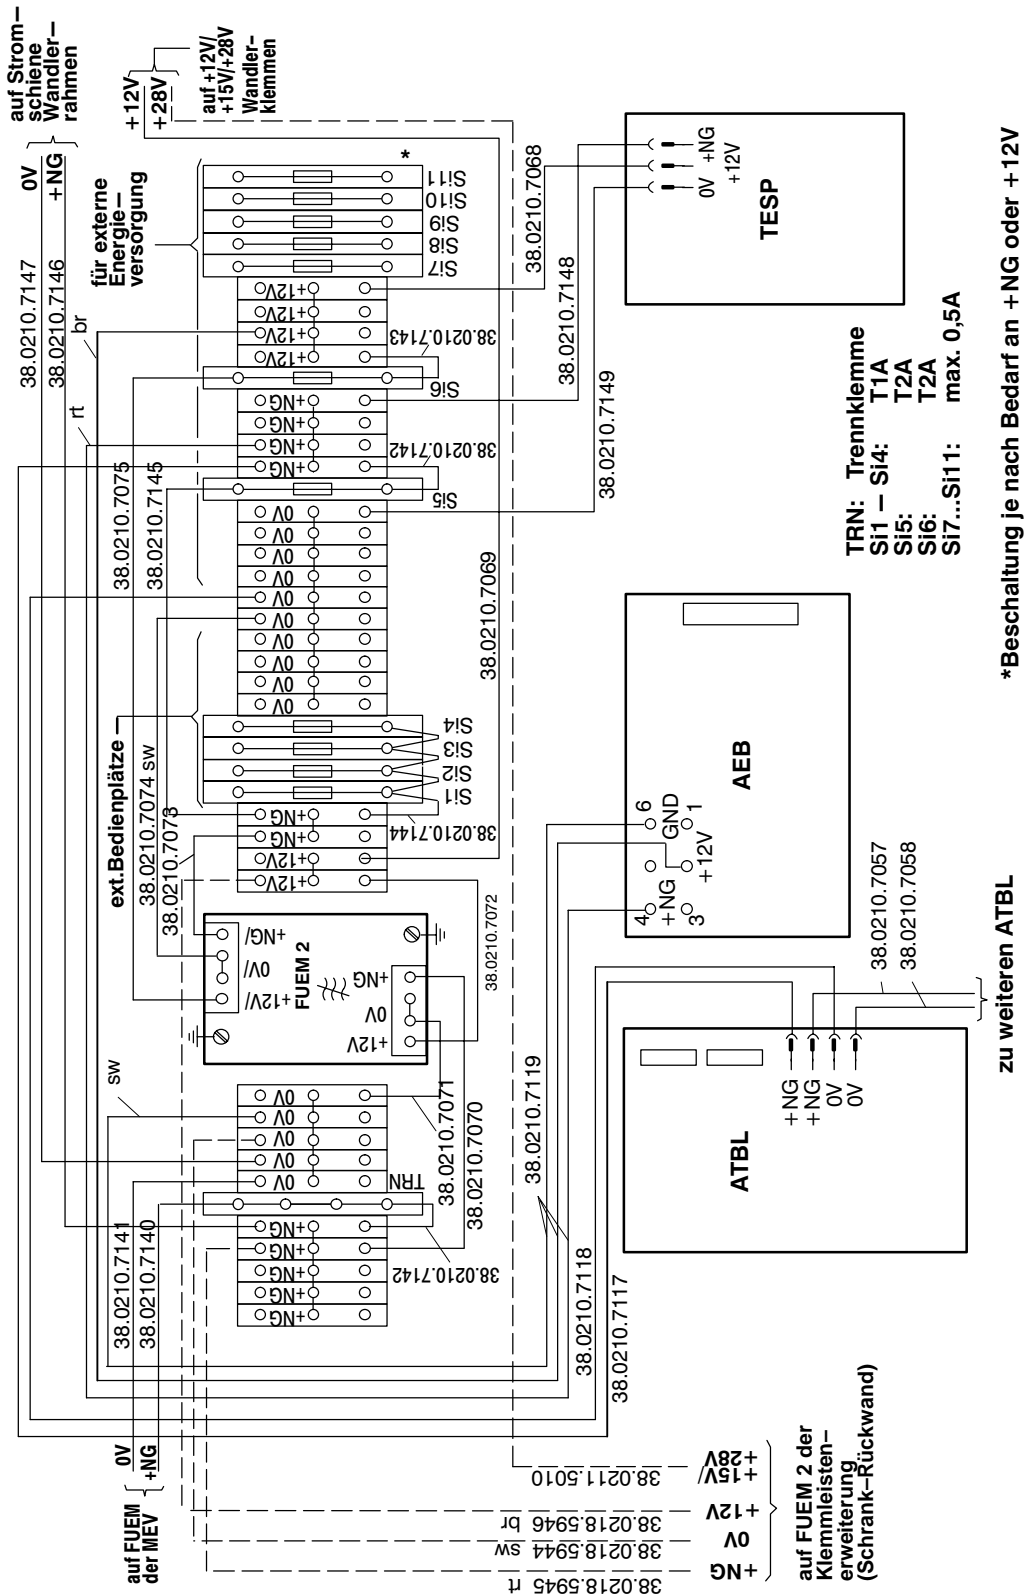 auf Strom–
schiene
Wandler–
rahmen
0V
+NG
38.0210.7147
38.0210.7146
+12V
+28V
auf +12V/
+15V/+28V
Wandler–
klemmen
für externe
Energie–
versorgung
br
rt
38.0210.7075
38.0210.7145
ext.Bedienplätze
38.0210.7074 sw
38.0210.7073
sw
38.0210.7141
38.0210.7140
0V
+NG
auf FUEM
der MEV
*
Si11
Si10
Si9
Si8
Si7
+12V
+12V
+12V
+12V
38.0210.7143
Si6
+NG
+NG
+NG
+NG
38.0210.7142
Si5
0V
0V
0V
0V
0V
0V
0V
0V
0V
0V
Si4
Si3
Si2
Si1
+NG
+NG
+12V
+12V
38.0210.7144
+NG/
0V/
+12V/
FUEM 2
+NG
0V
+12V
38.0210.7072
0V
0V
0V
0V
0V
TRN
+NG
+NG
+NG
+NG
+NG
38.0210.7142
38.0210.7071
38.0210.7070
38.0210.7069
38.0210.7068
38.0210.7148
38.0210.7149
38.0210.7119
38.0210.7118
38.0210.7117
0V
+NG
+12V
TESP
TRN: Trennklemme
Si1 – Si4: T1A
Si5: T2A
Si6: T2A
Si7...Si11: max. 0,5A
4
6
+NG
GND
3
+12V
1
AEB
+NG
+NG
0V
0V
ATBL
38.0210.7057
38.0210.7058
zu weiteren ATBL
38.0211.5010
+15V/
+28V
38.0218.5946 br
+12V
38.0218.5944 sw
0V
38.0218.5945 rt
+NG
auf FUEM 2 der
Klemmleisten–
erweiterung
(Schrank–Rückwand)
*Beschaltung je nach Bedarf an +NG oder +12V